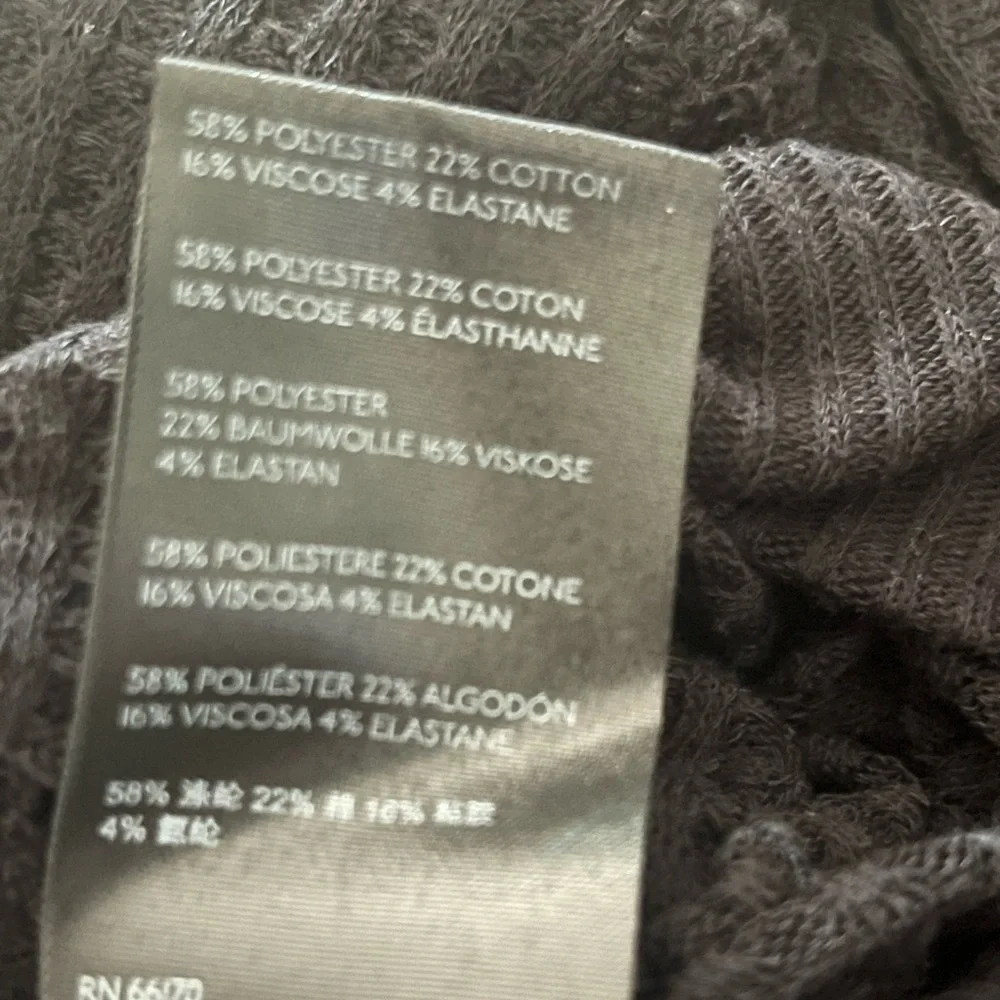 58% POLYESTER 22% COTTON
16% VISCOSE 4% ELASTANE
58% POLYESTER 22% COTON
16% VISCOSE 4% ÉLASTHANNE
58% POLYESTER
22% BAUMWOLLE 16% VISKOSE
4% ELASTAN
58% POLIESTERE 22% COTONE
16% VISCOSA 4% ELASTAN
58% POLIÉSTER 22% ALGODÓN
16% VISCOSA 4% ELASTANE
58% 涤纶 22% 棉 16% 粘胶
4% 氨纶
RN 66170